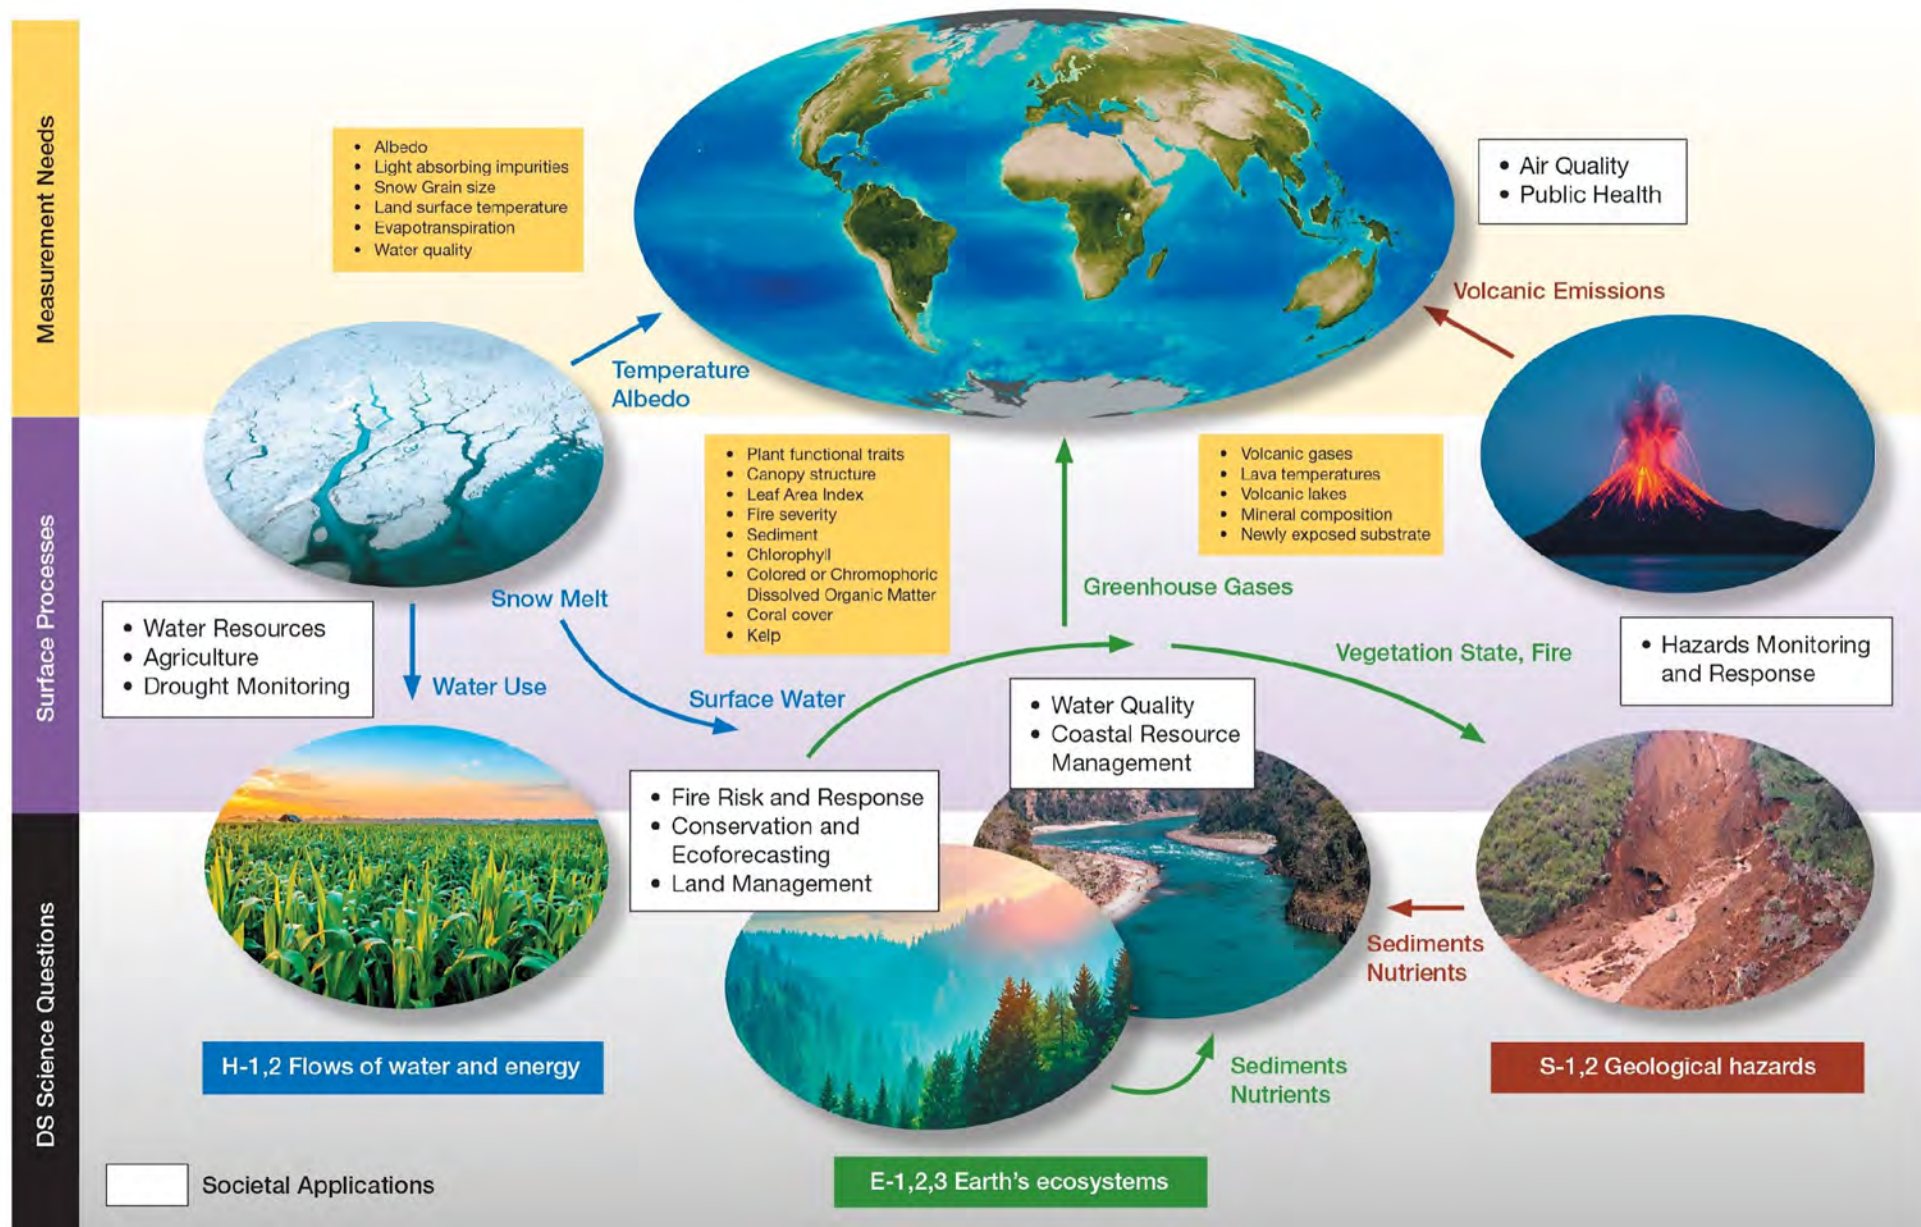 Measurement Needs
Surface Processes
DS Science Questions
• Albedo
• Light absorbing impurities
• Snow Grain size
• Land surface temperature
• Evapotranspiration
• Water quality
• Air Quality
• Public Health
Volcanic Emissions
Temperature
Albedo
• Plant functional traits
• Canopy structure
• Leaf Area Index
• Fire severity
• Sediment
• Chlorophyll
• Colored or Chromophoric
Dissolved Organic Matter
• Coral cover
• Kelp
• Volcanic gases
• Lava temperatures
• Volcanic lakes
• Mineral composition
• Newly exposed substrate
Greenhouse Gases
Snow Melt
• Water Resources
• Agriculture
• Drought Monitoring
Water Use
Surface Water
Vegetation State, Fire
• Hazards Monitoring
and Response
• Water Quality
• Coastal Resource
Management
• Fire Risk and Response
• Conservation and
Ecoforecasting
• Land Management
Sediments
Nutrients
H-1,2 Flows of water and energy
Sediments
Nutrients
S-1,2 Geological hazards
E-1,2,3 Earth's ecosystems
Societal Applications